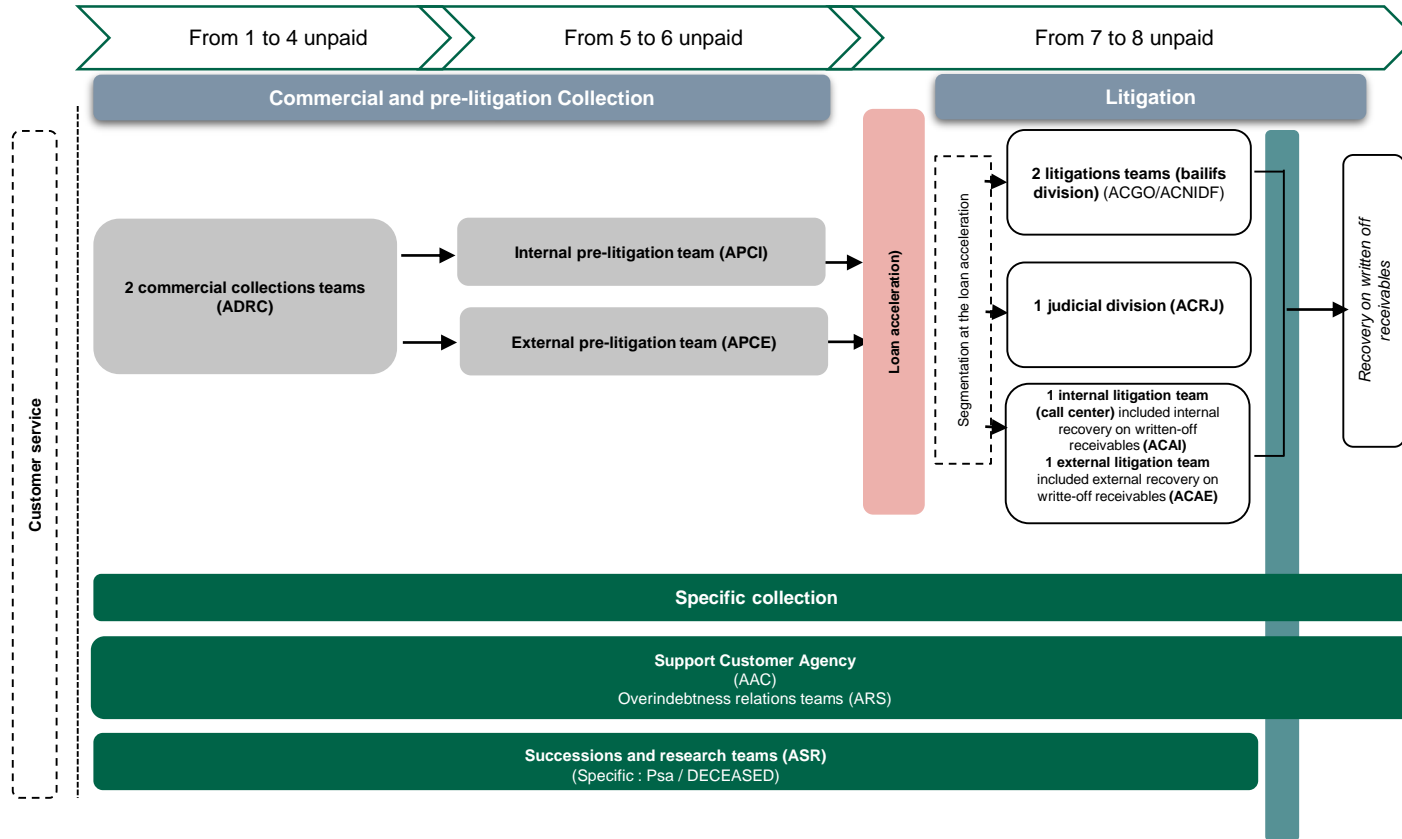 From 1 to 4 unpaid
From 5 to 6 unpaid
From 7 to 8 unpaid
Commercial and pre-litigation Collection
Litigation
Customer service
2 commercial collections teams
(ADRC)
Internal pre-litigation team (APCI)
External pre-litigation team (APCE)
Loan acceleration)
Segmentation at the loan acceleration
2 litigations teams (bailifs
division) (ACGO/ACNIDF)
1 judicial division (ACRJ)
1 internal litigation team
(call center) included internal
recovery on written-off
receivables (ACAI)
1 external litigation team
included external recovery on
writte-off receivables (ACAE)
Recovery on written off
receivables
Specific collection
Support Customer Agency
(AAC)
Overindebtness relations teams (ARS)
Successions and research teams (ASR)
(Specific : Psa / DECEASED)